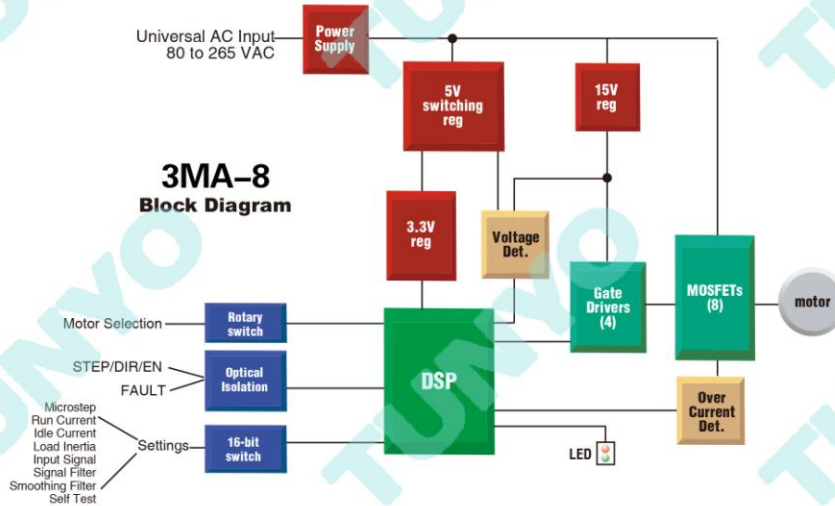 Universal AC Input
80 to 265 VAC
Power
Supply
5V
switching
reg
15V
reg
3MA-8
Block Diagram
3.3V
reg
Voltage
Det.
Gate
Drivers
(4)
MOSFETs
(8)
motor
Motor Selection
Rotary
switch
STEP/DIR/EN
FAULT
Optical
Isolation
DSP
Over
Current
Det.
Microstep
Run Current
Idle Current
Load Inertia
Input Signal
Signal Filter
Smoothing Filter
Self Test
Settings
16-bit
switch
LED
TUNYO
TUNYO
TUNYO